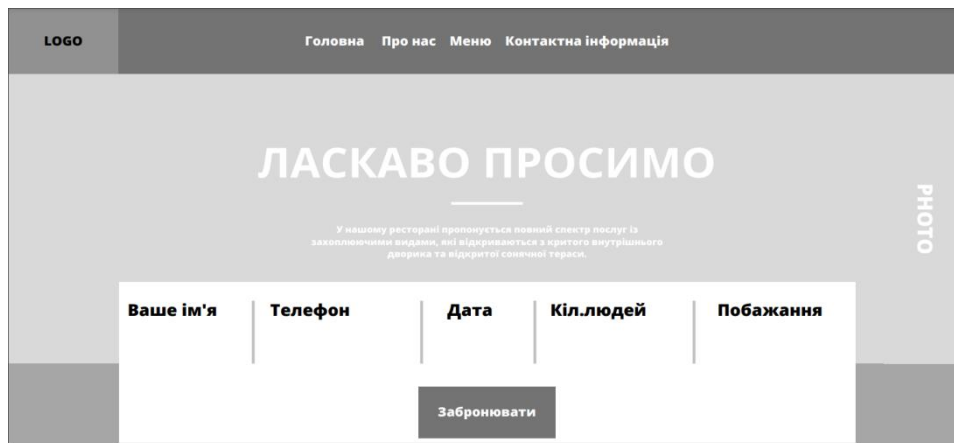 LOGO
Головна Про нас Меню Контактна інформація
ЛАСКАВО ПРОСИМО
У нашому ресторані пропонується повний спектр послуг із
захоплюючими видами, які відкриваються з критого внутрішнього
дворика та відкритої сонячної тераси.
PHOTO
Ваше ім'я Телефон Дата Кіл.людей Побажання
Забронювати